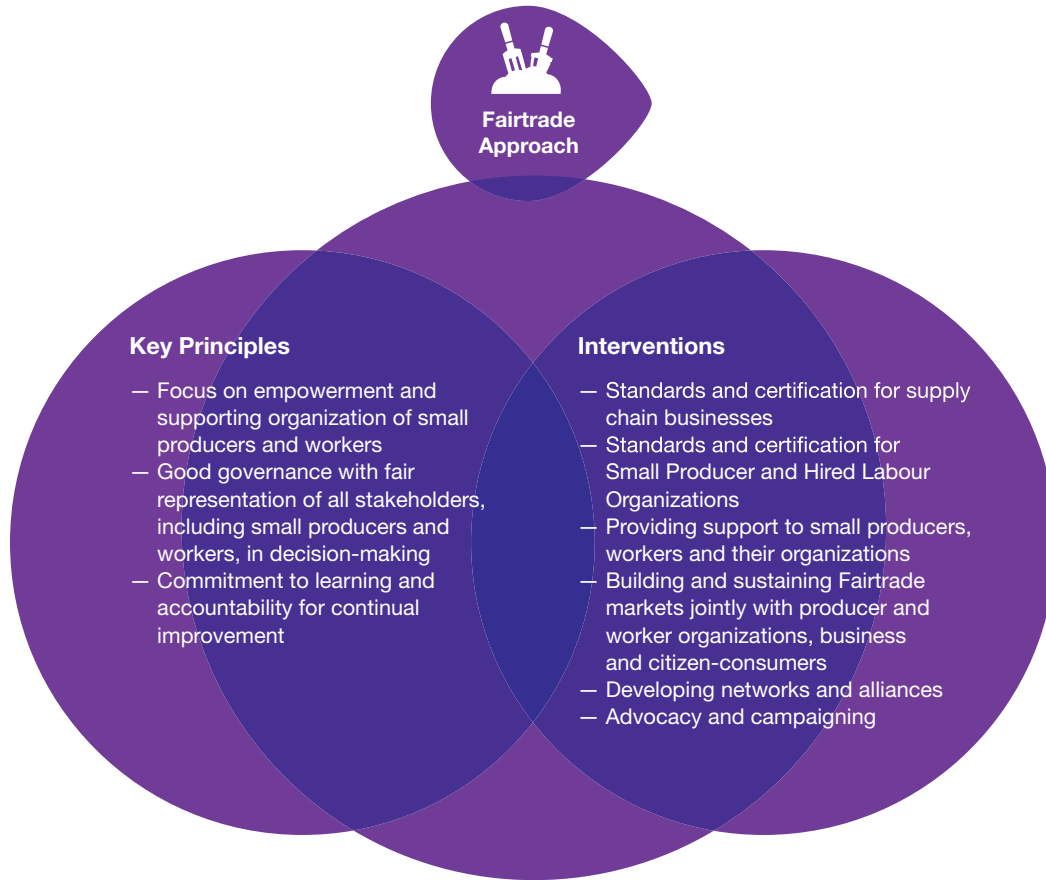 Fairtrade
Approach
Key Principles
— Focus on empowerment and
supporting organization of small
producers and workers
— Good governance with fair
representation of all stakeholders,
including small producers and
workers, in decision-making
— Commitment to learning and
accountability for continual
improvement
Interventions
— Standards and certification for supply
chain businesses
— Standards and certification for
Small Producer and Hired Labour
Organizations
— Providing support to small producers,
workers and their organizations
— Building and sustaining Fairtrade
markets jointly with producer and
worker organizations, business
and citizen-consumers
— Developing networks and alliances
— Advocacy and campaigning